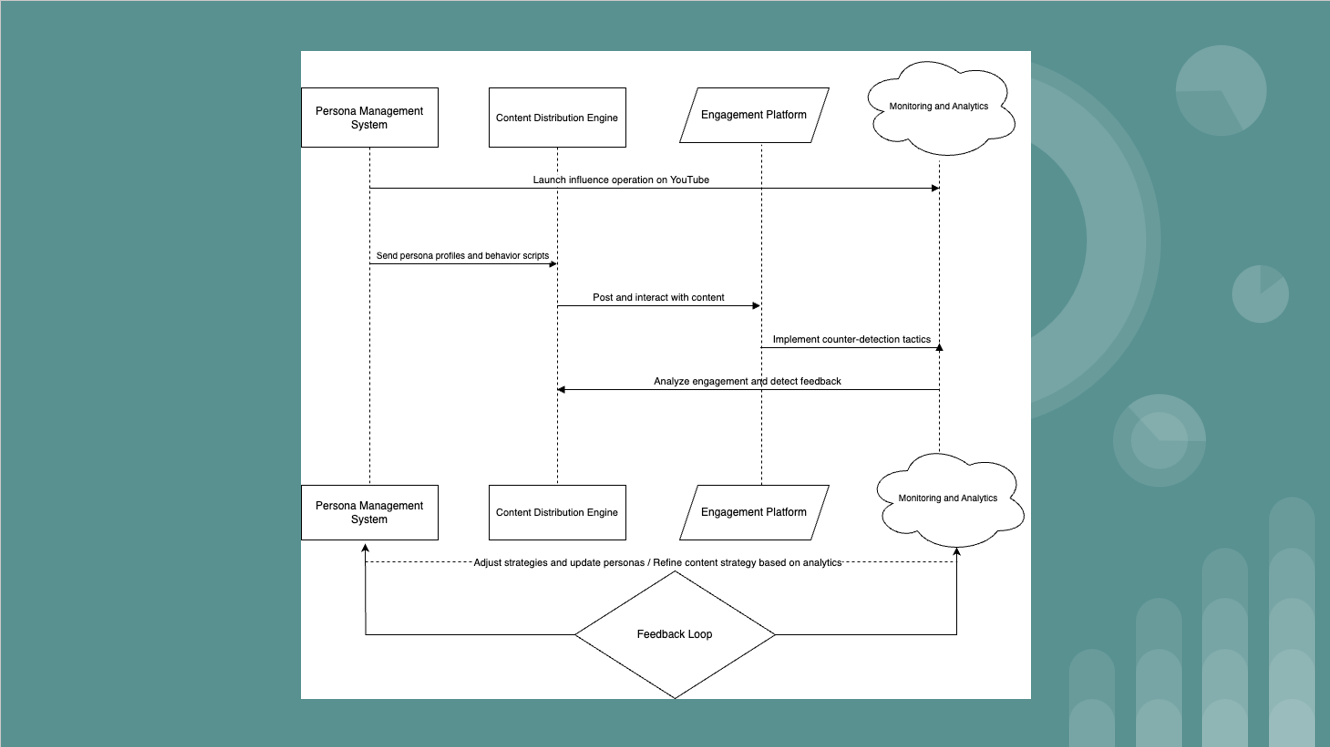 Persona Management
System
Content Distribution Engine
Engagement Platform
Monitoring and Analytics
Launch influence operation on YouTube
Send persona profiles and behavior scripts
Post and interact with content
Implement counter-detection tactics
Analyze engagement and detect feedback
Persona Management
System
Content Distribution Engine
Engagement Platform
Monitoring and Analytics
Adjust strategies and update personas / Refine content strategy based on analytics
Feedback Loop